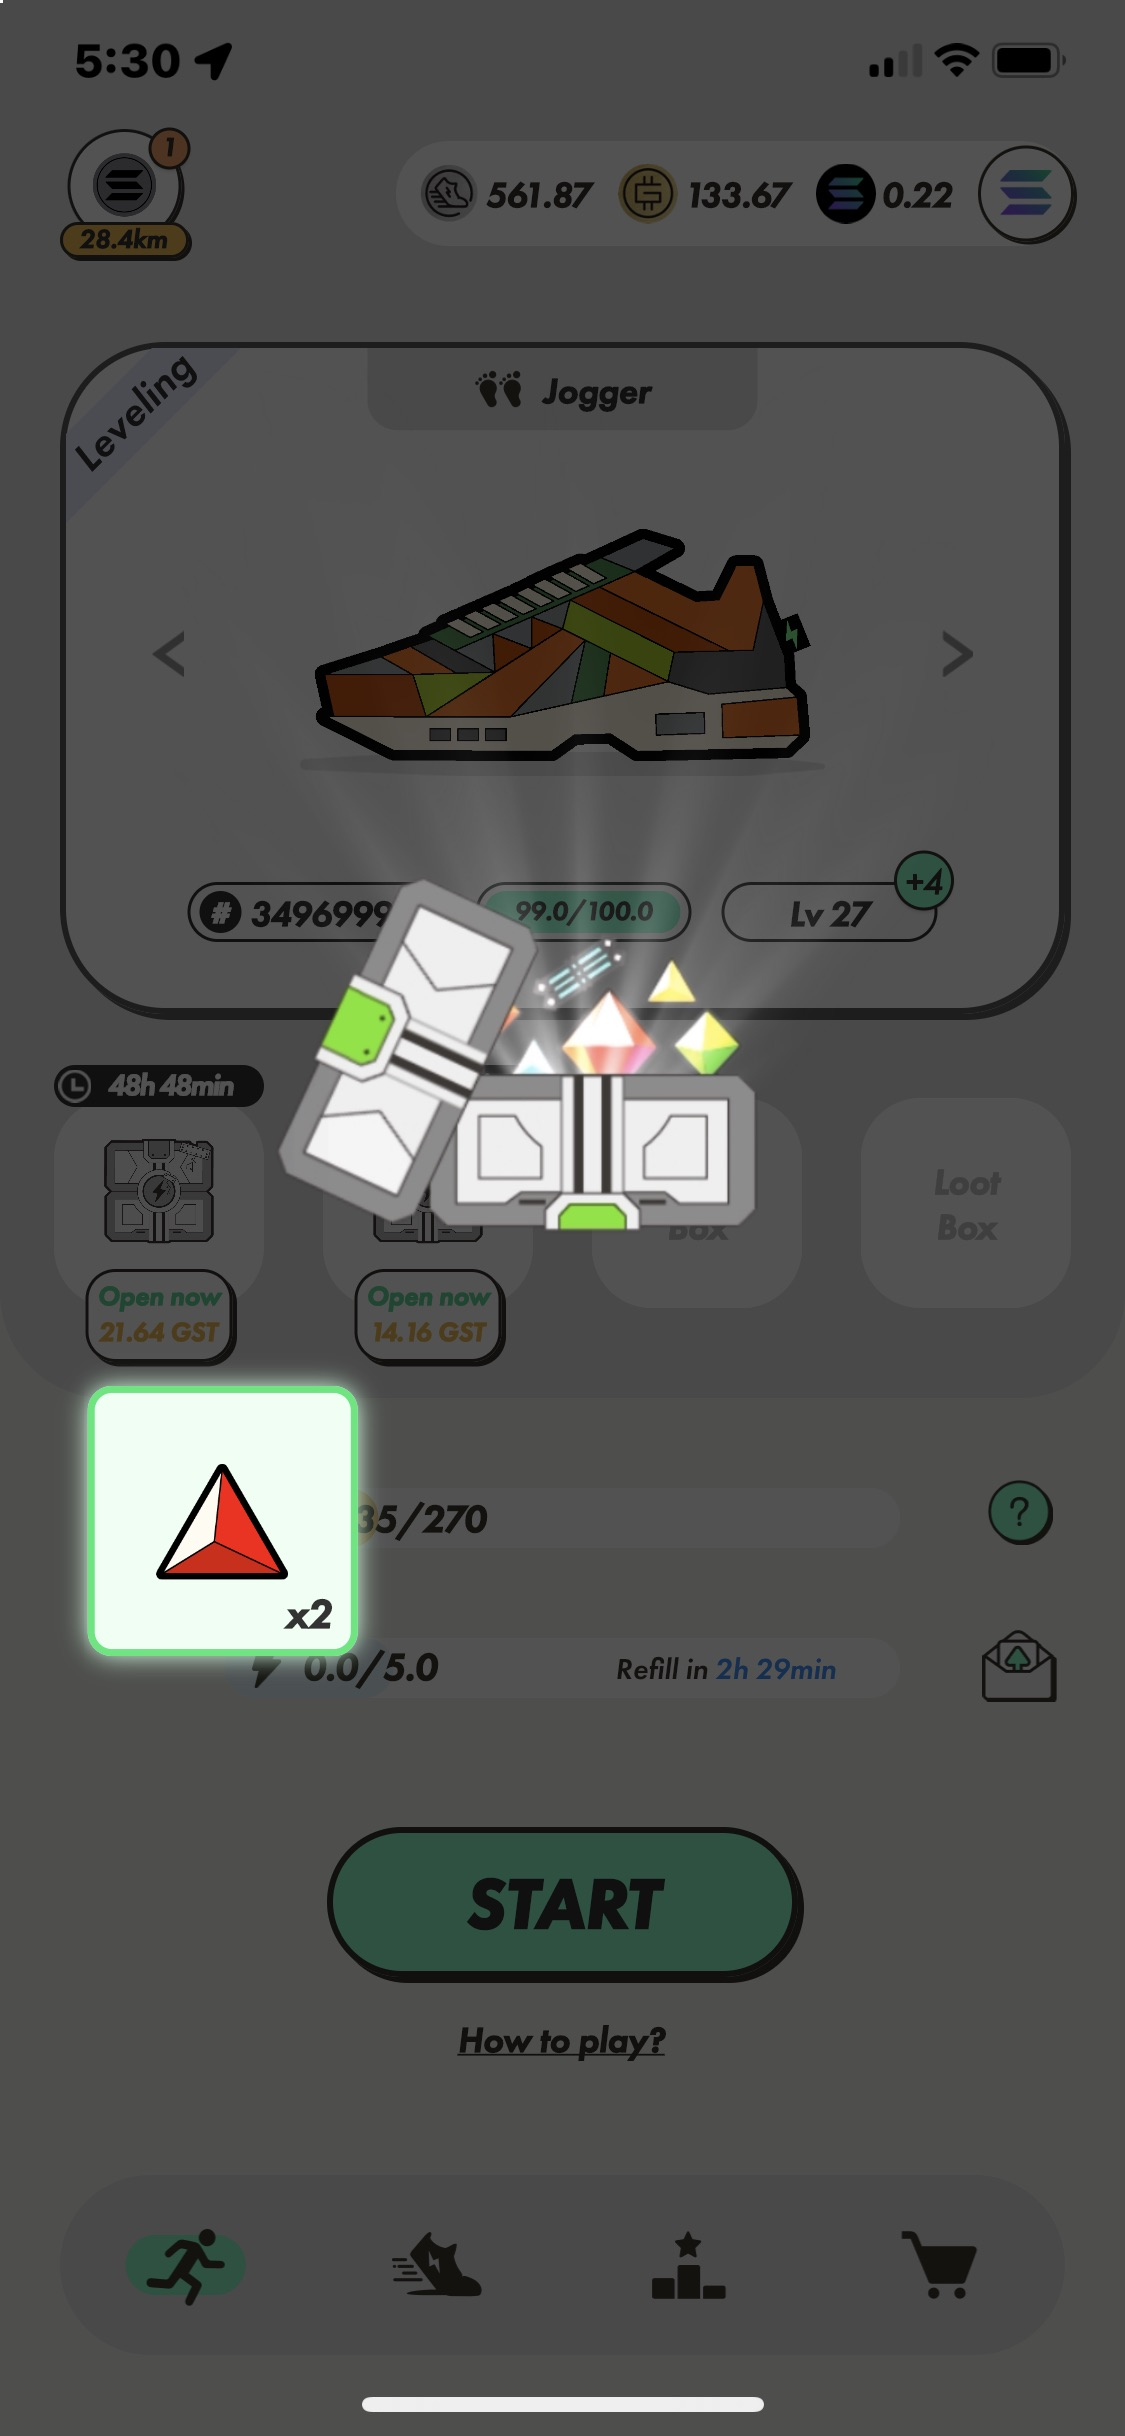 5:30
1
28.4km
561.87
133.67
0.22
Leveling
Jogger
# 3496999
99.0/100.0
Lv 27
+4
48h 48min
Open now
21.64 GST
Open now
14.16 GST
Box
Loot
Box
35/270
?
x2
0.0/5.0
Refill in 2h 29min
START
How to play?